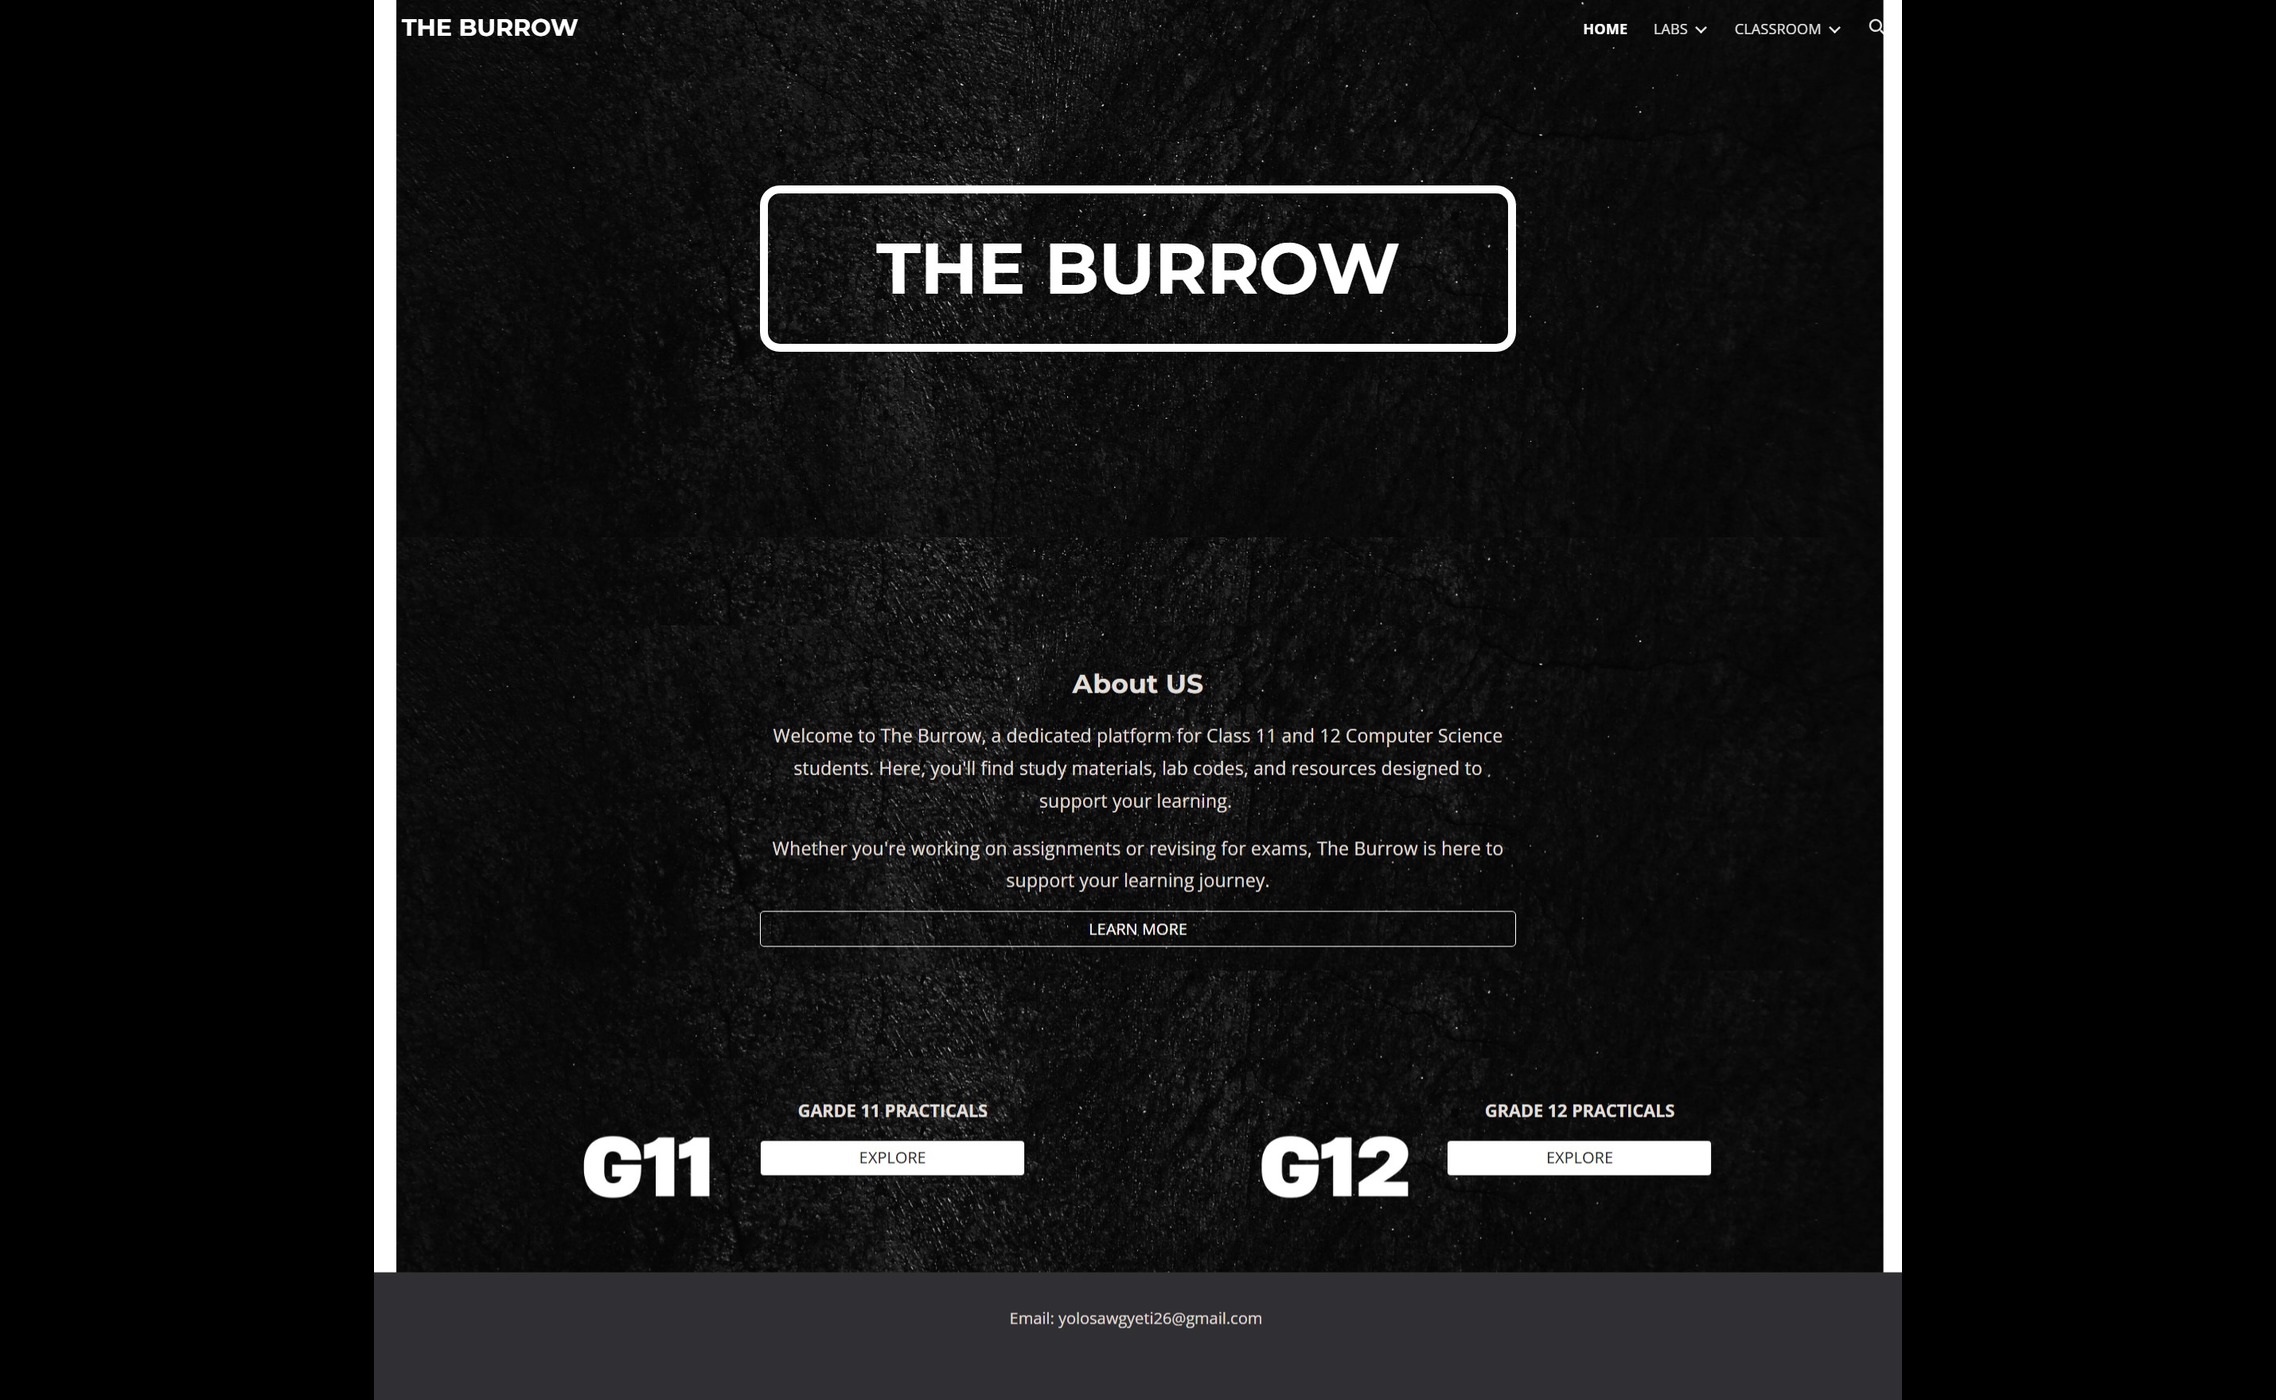 THE BURROW
HOME
LABS
CLASSROOM
THE BURROW
About US
Welcome to The Burrow, a dedicated platform for Class 11 and 12 Computer Science
students. Here, you'll find study materials, lab codes, and resources designed to
support your learning.
Whether you're working on assignments or revising for exams, The Burrow is here to
support your learning journey.
LEARN MORE
G11
GARDE 11 PRACTICALS
EXPLORE
G12
GRADE 12 PRACTICALS
EXPLORE
Email: yolosawgyeti26@gmail.com